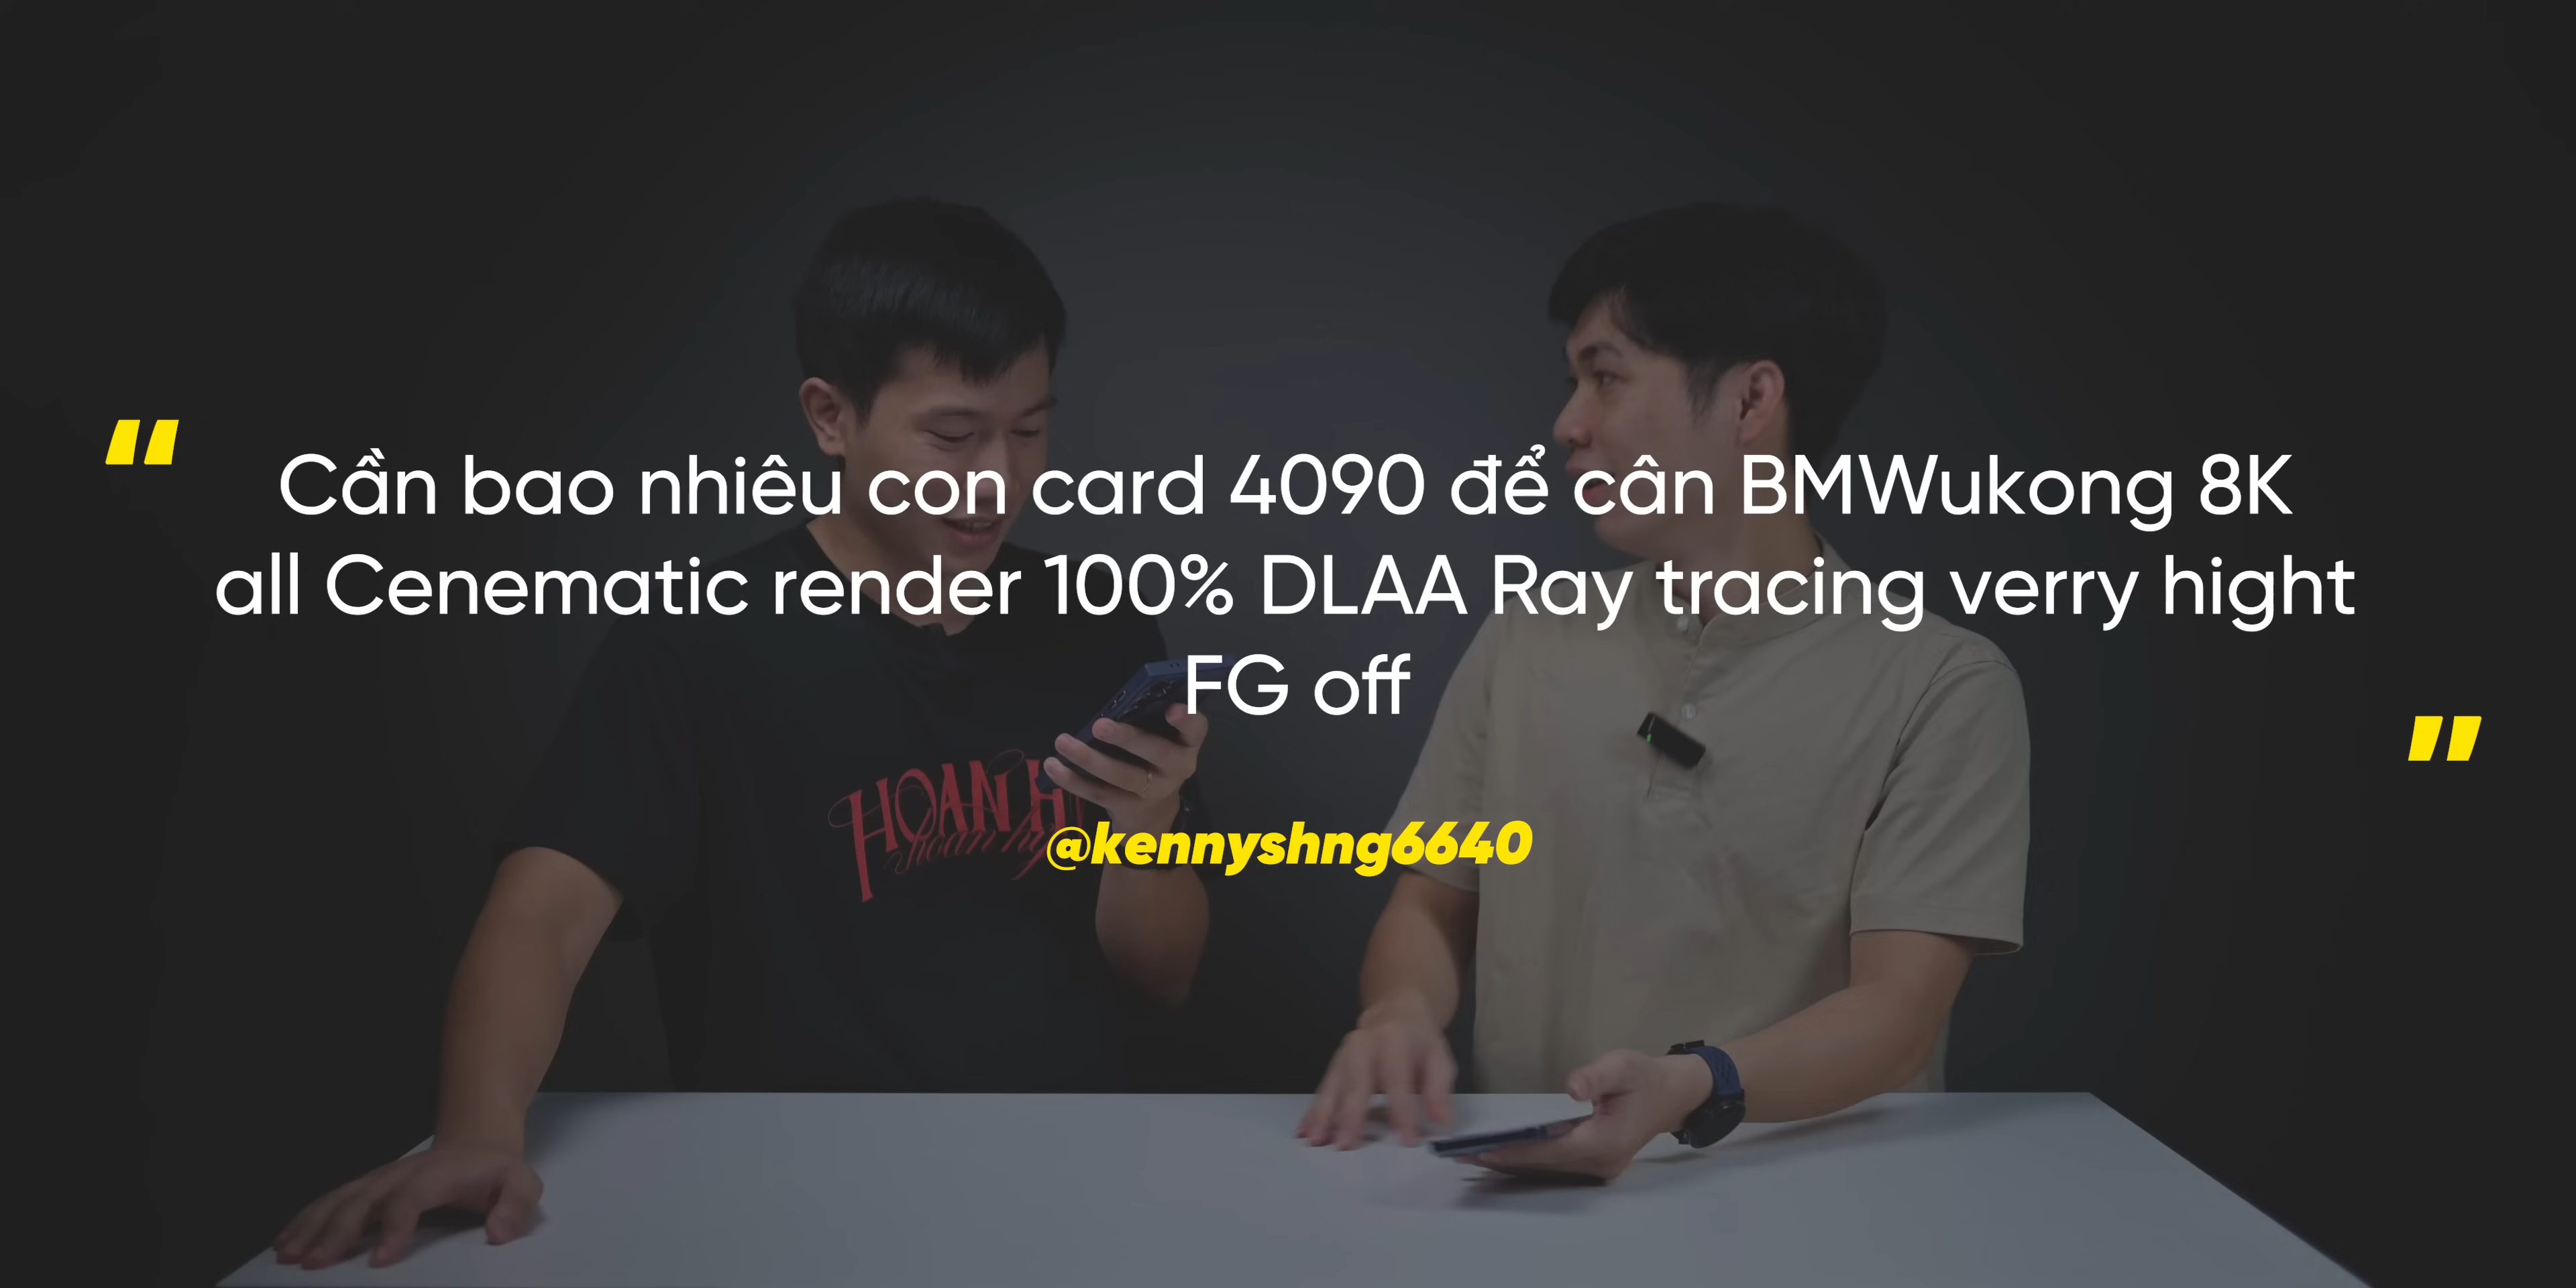 “
Cần bao nhiêu con card 4090 để cân BMWukong 8K
all Cenematic render 100% DLAA Ray tracing verry hight
FG off
”
HOAN H
@kennyshng6640